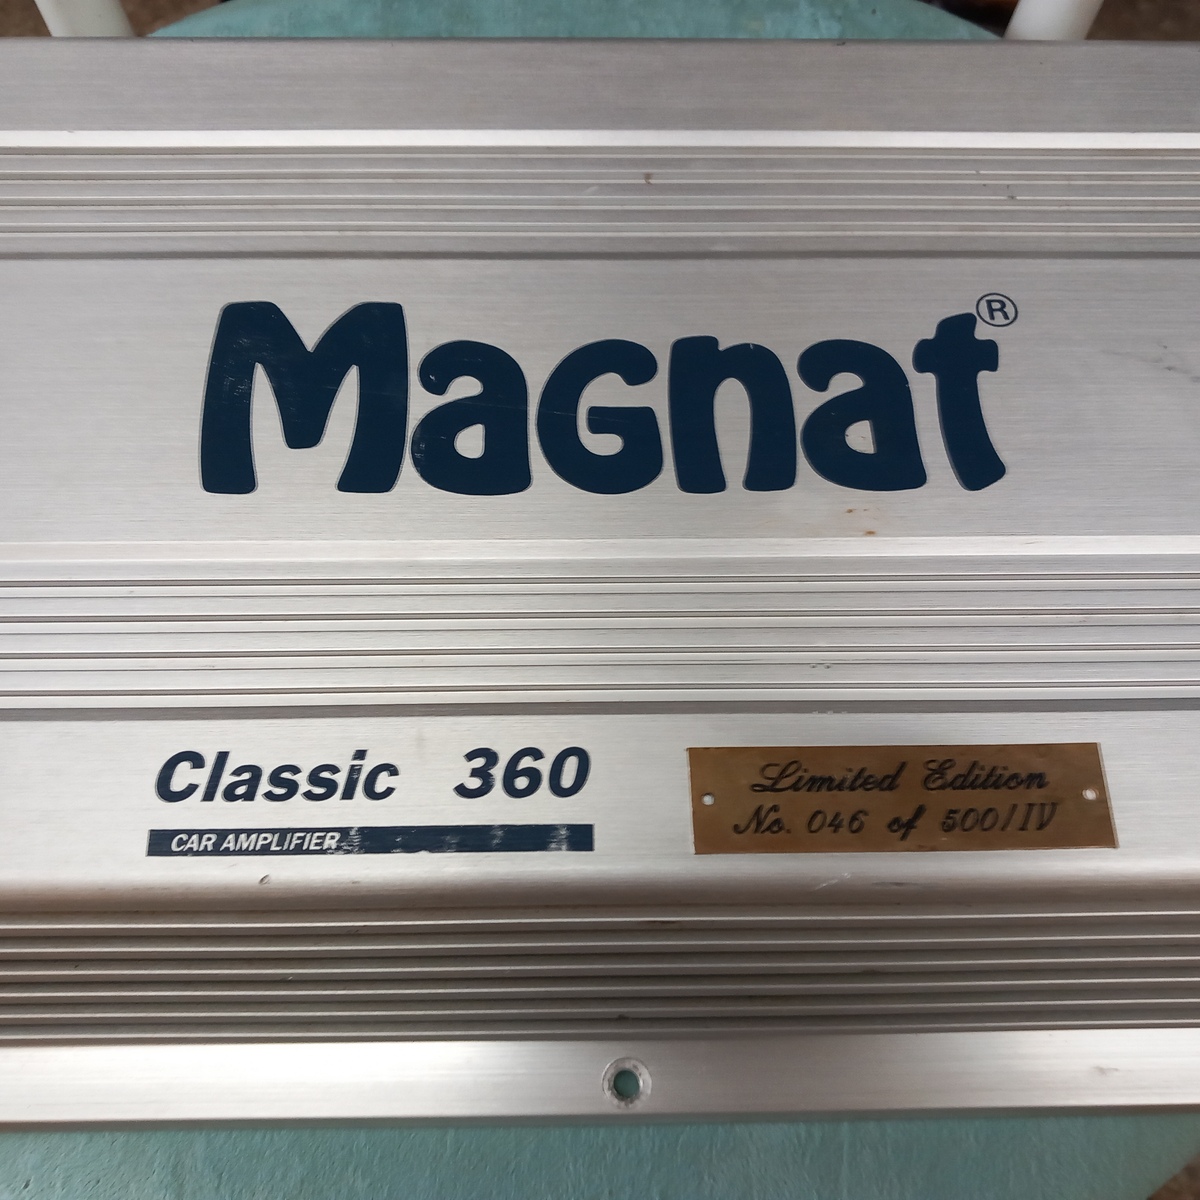 Magnat®
Classic 360
CAR AMPLIFIER
Limited Edition
No. 046 of 500/IV